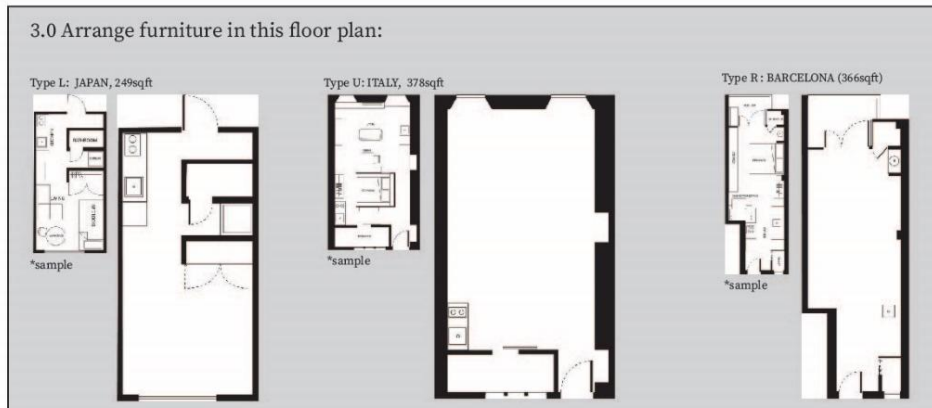 3.0 Arrange furniture in this floor plan:
Type L: JAPAN, 249sqft
Type U: ITALY, 378sqft
Type R : BARCELONA (366sqft)
*sample
*sample
*sample